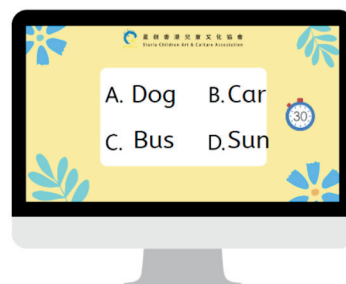 星創香港兒童文化協會
Staria Children Art & Culture Association
A. Dog B. Car
30
C. Bus D. Sun